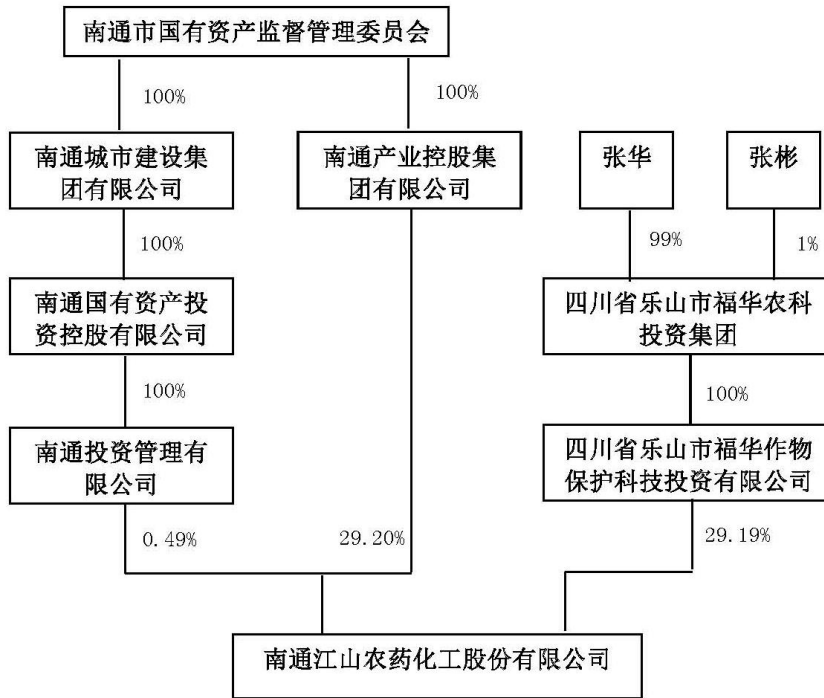 南通市国有资产监督管理委员会
100%
100%
南通城市建设集
团有限公司
南通产业控股集
团有限公司
张华
张彬
100%
99%
1%
南通国有资产投
资控股有限公司
四川省乐山市福华农科
投资集团
100%
100%
南通投资管理有
限公司
四川省乐山市福华作物
保护科技投资有限公司
0.49%
29.20%
29.19%
南通江山农药化工股份有限公司